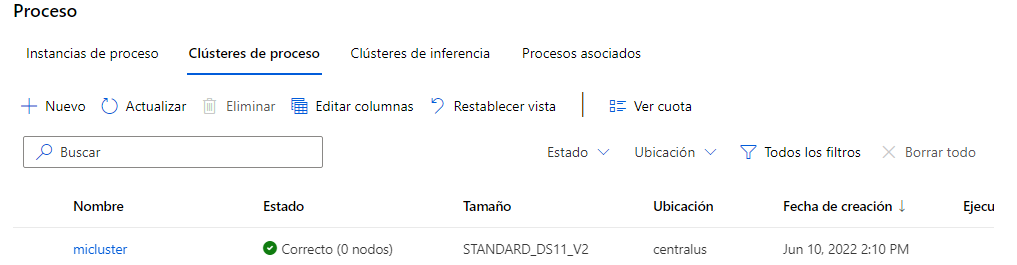 Proceso
Instancias de proceso Clústeres de proceso Clústeres de inferencia Procesos asociados
Nuevo Actualizar Eliminar Editar columnas Restablecer vista Ver cuota
Buscar Estado Ubicación Todos los filtros Borrar todo
Nombre Estado Tamaño Ubicación Fecha de creación Ejecu
micluster Correcto (0 nodos) STANDARD_DS11_V2 centralus Jun 10, 2022 2:10 PM